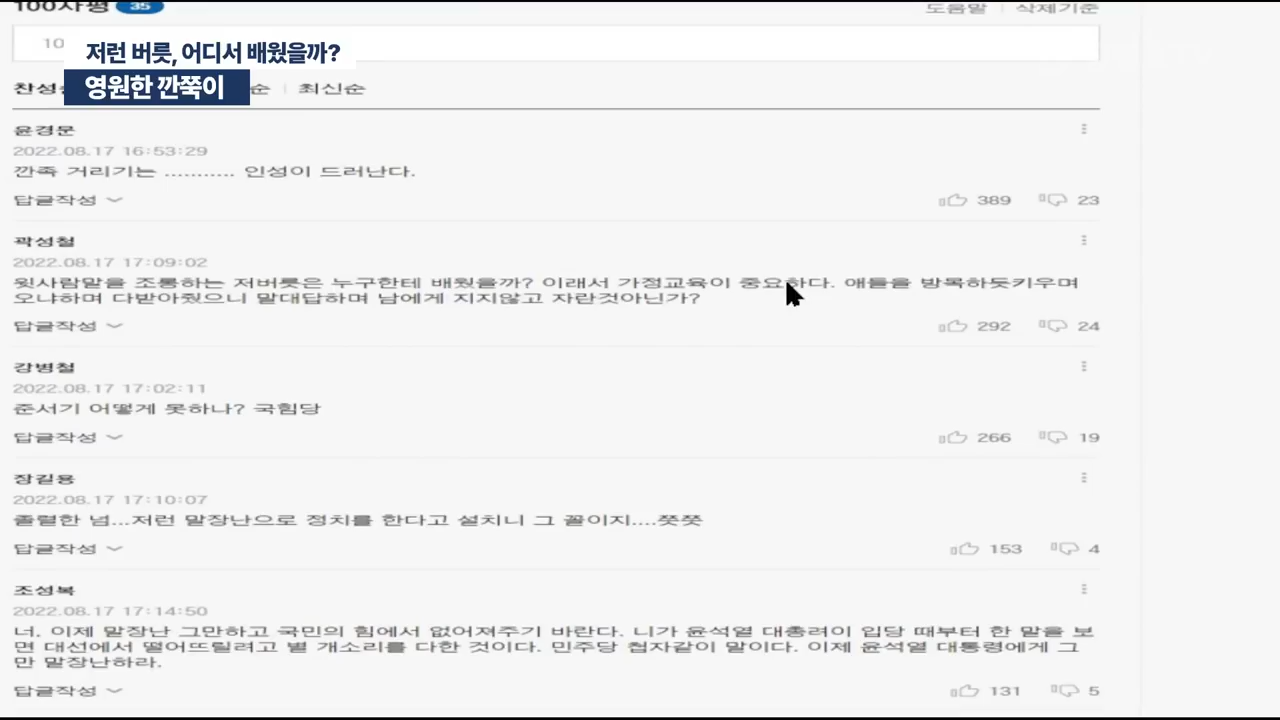 100자평 35
도움말 | 삭제기준
저런 버릇, 어디서 배웠을까?
영원한 깐쭉이
찬성순 | 최신순
윤경문
2022.08.17 16:53:29
깐족 거리기는 ........... 인성이 드러난다.
답글작성
389 23
곽성철
2022.08.17 17:09:02
윗사람말을 조롱하는 저버릇은 누구한테 배웠을까? 이래서 가정교육이 중요하다. 애들을 방목하듯키우며
오냐하며 다받아줬으니 말대답하며 남에게 지지않고 자란것아닌가?
답글작성
292 24
강병철
2022.08.17 17:02:11
준서기 어떻게 못하나? 국힘당
답글작성
266 19
장길용
2022.08.17 17:10:07
졸렬한 넘...저런 말장난으로 정치를 한다고 설치니 그 꼴이지....쯧쯧
답글작성
153 4
조성복
2022.08.17 17:14:50
너, 이제 말장난 그만하고 국민의 힘에서 없어져주기 바란다. 니가 윤석열 대총려이 입당 때부터 한 말을 보
면 대선에서 떨어뜨릴려고 별 개소리를 다한 것이다. 민주당 첩자같이 말이다. 이제 윤석열 대통령에게 그
만 말장난하라.
답글작성
131 5